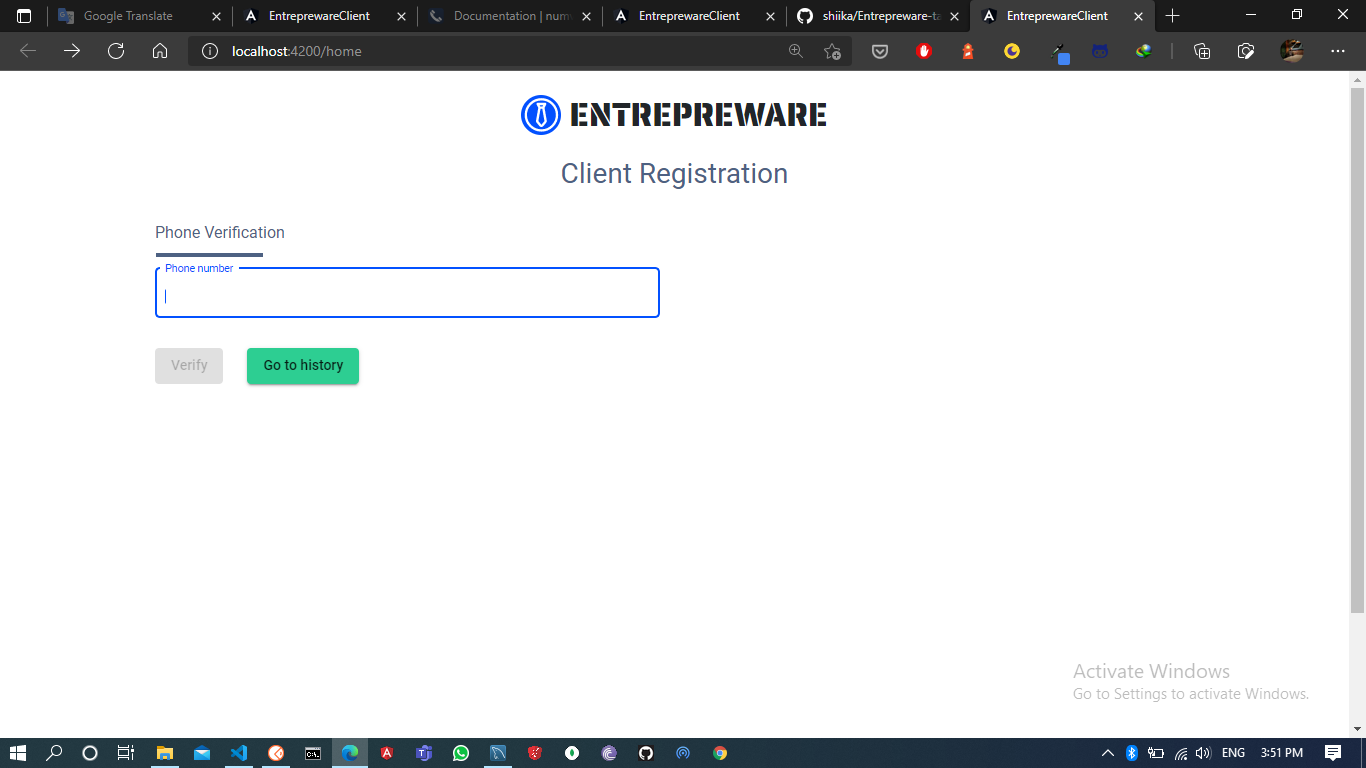 Google Translate
EntreprewareClient
Documentation | num
EntreprewareClient
shiika/Entrepreware-ta
EntreprewareClient
localhost:4200/home
ENTREPREWARE
Client Registration
Phone Verification
Phone number
Verify
Go to history
Activate Windows
Go to Settings to activate Windows.
ENG
3:51 PM